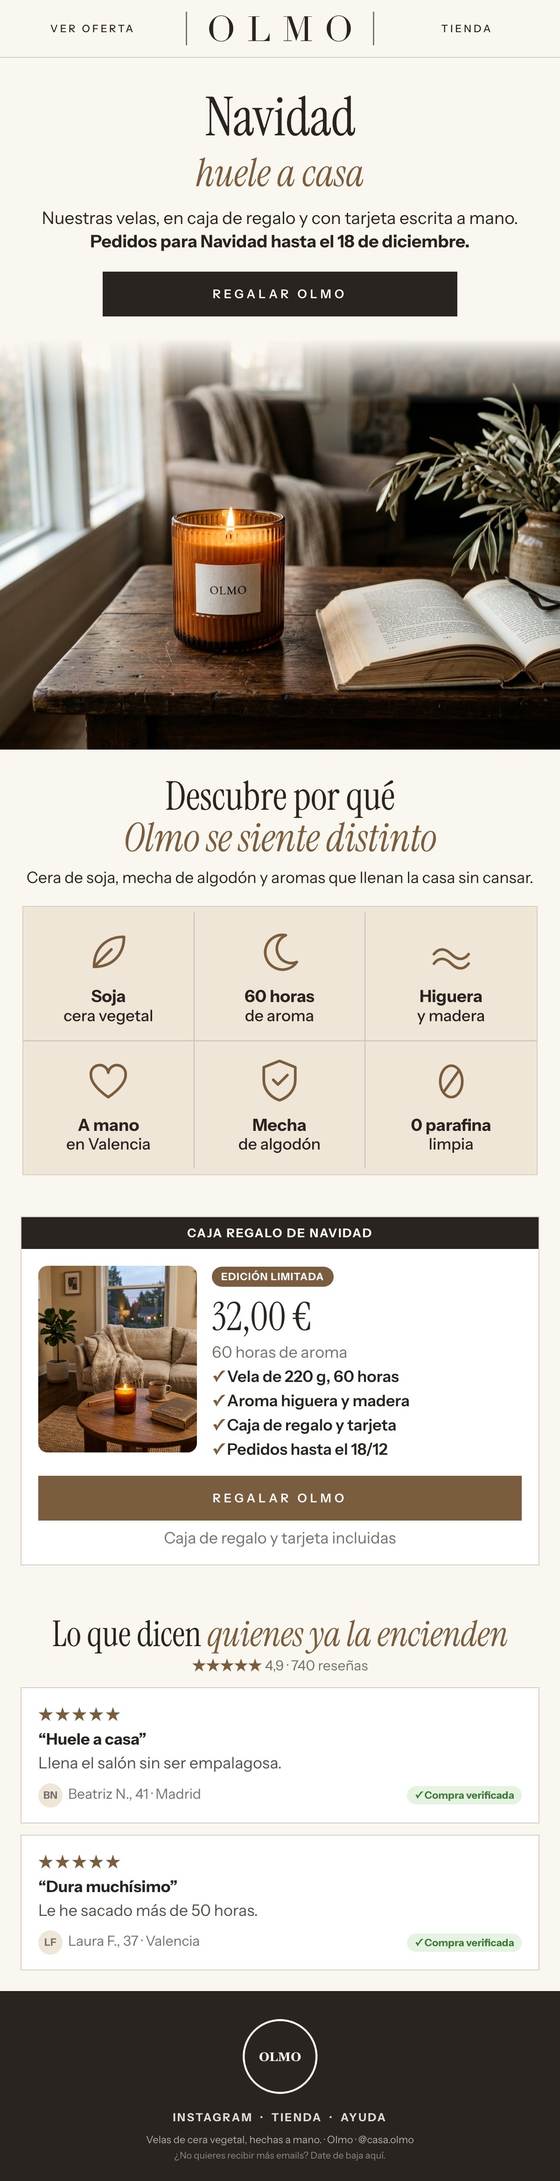 VER OFERTA
OLMO
TIENDA
Navidad
huele a casa
Nuestras velas, en caja de regalo y con tarjeta escrita a mano.
Pedidos para Navidad hasta el 18 de diciembre.
REGALAR OLMO
OLMO
Descubre por qué
Olmo se siente distinto
Cera de soja, mecha de algodón y aromas que llenan la casa sin cansar.
Soja
cera vegetal
60 horas
de aroma
Higuera
y madera
A mano
en Valencia
Mecha
de algodón
0 parafina
limpia
CAJA REGALO DE NAVIDAD
EDICIÓN LIMITADA
32,00 €
60 horas de aroma
✓Vela de 220 g, 60 horas
✓Aroma higuera y madera
✓Caja de regalo y tarjeta
✓Pedidos hasta el 18/12
REGALAR OLMO
Caja de regalo y tarjeta incluidas
Lo que dicen quienes ya la encienden
★★★★★ 4,9 · 740 reseñas
★★★★★
“Huele a casa”
Llena el salón sin ser empalagosa.
BN Beatriz N., 41 · Madrid
✓Compra verificada
★★★★★
“Dura muchísimo”
Le he sacado más de 50 horas.
LF Laura F., 37 · Valencia
✓Compra verificada
OLMO
INSTAGRAM · TIENDA · AYUDA
Velas de cera vegetal, hechas a mano. · Olmo · @casa.olmo
¿No quieres recibir más emails? Date de baja aquí.